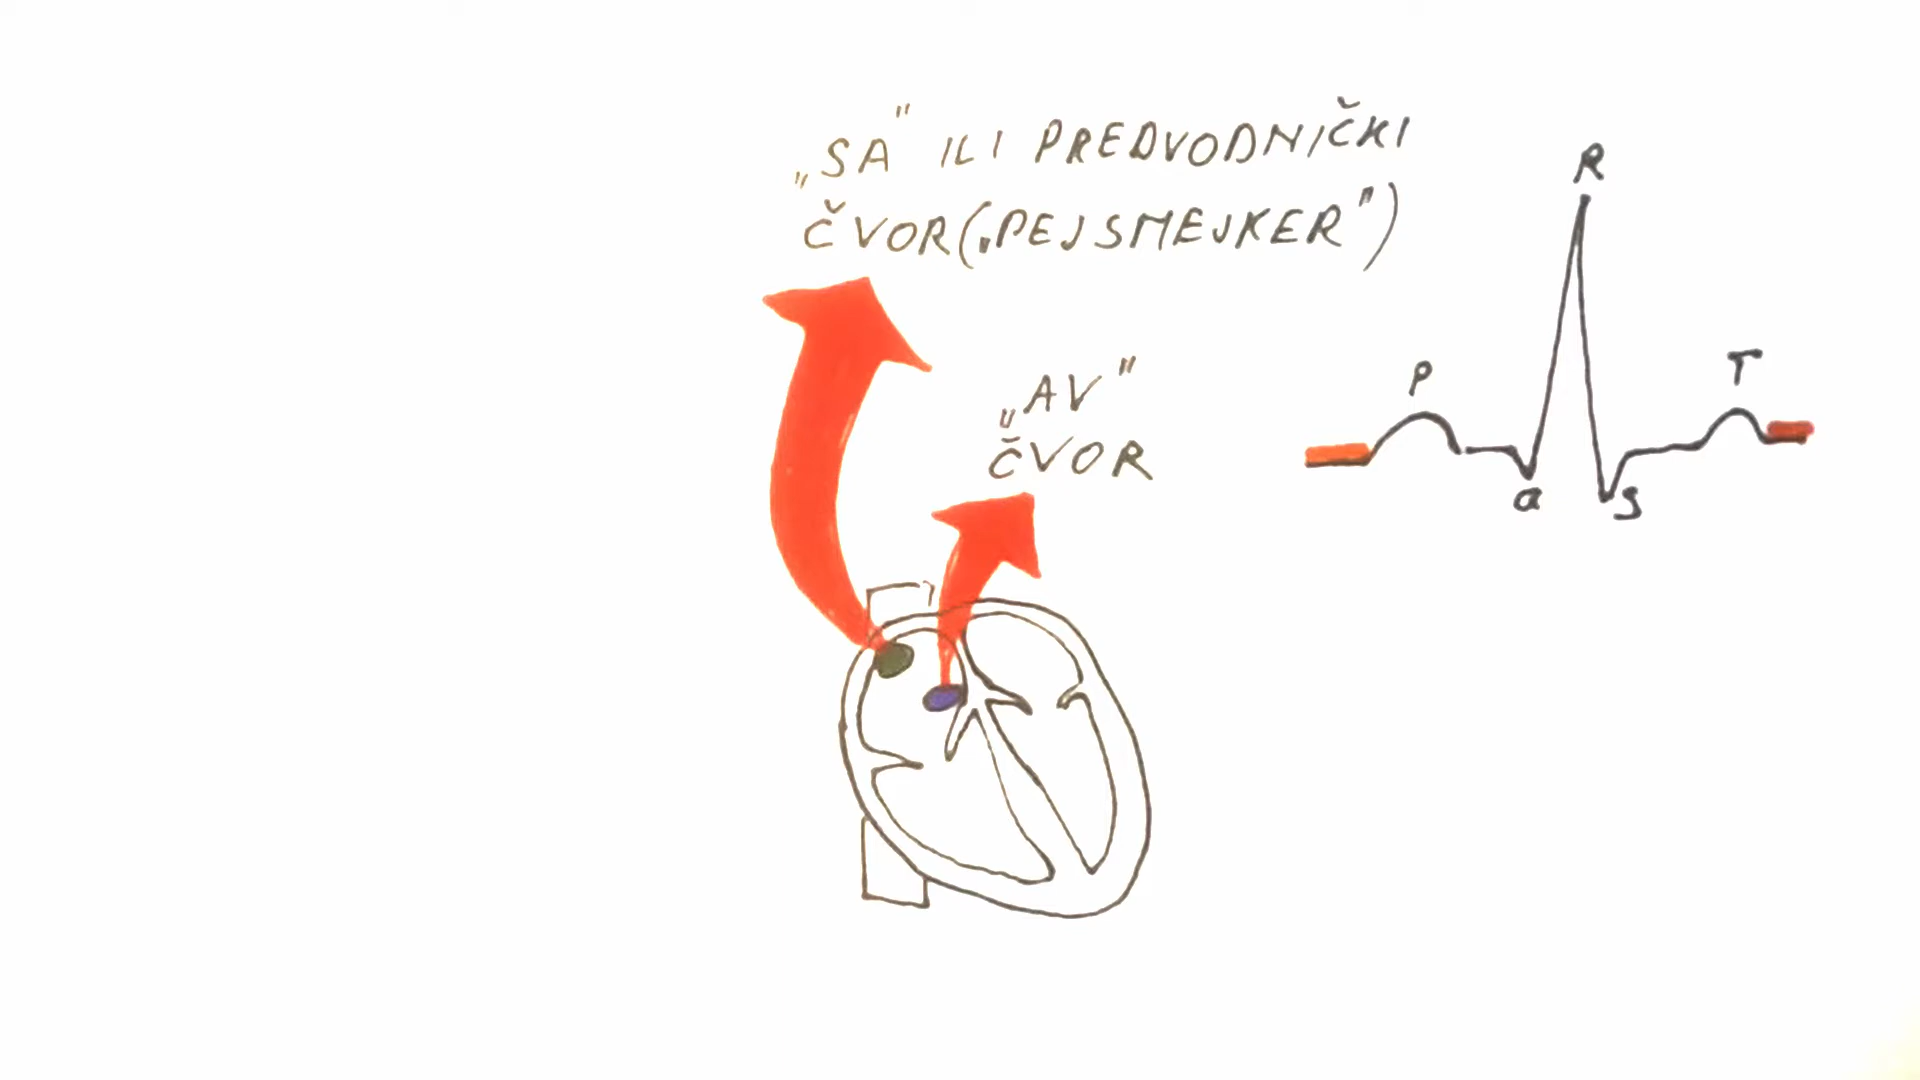 „SA" ILI PREDVODNIČKI
ČVOR („PEJSMEJKER")
„AV"
ČVOR
R
P
T
Q
S